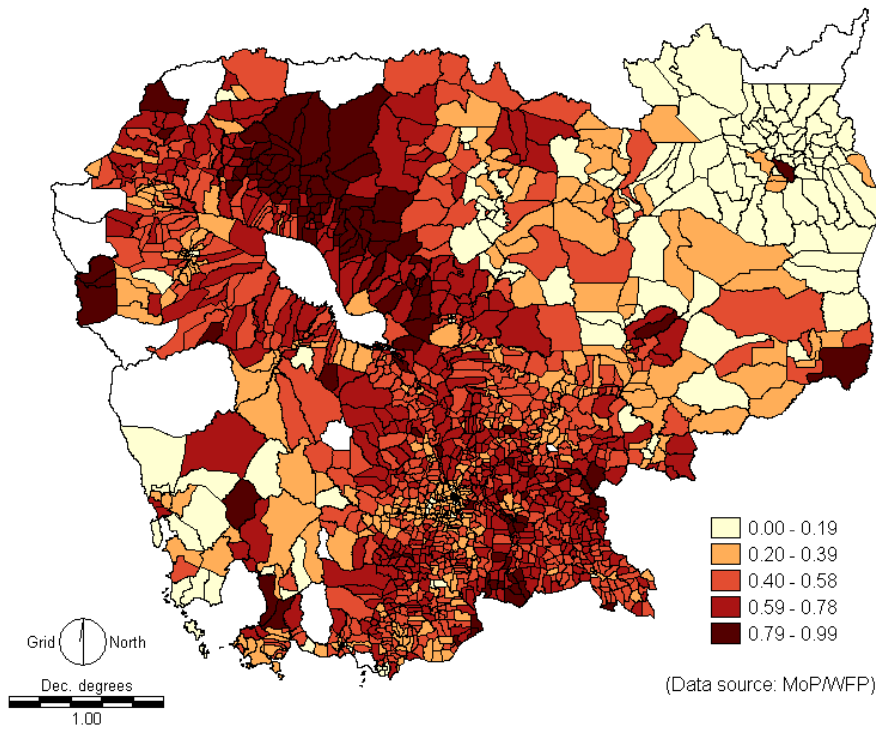 0.00 - 0.19
0.20 - 0.39
0.40 - 0.58
0.59 - 0.78
0.79 - 0.99
Grid North
Dec. degrees
1.00
(Data source: MoP/WFP)